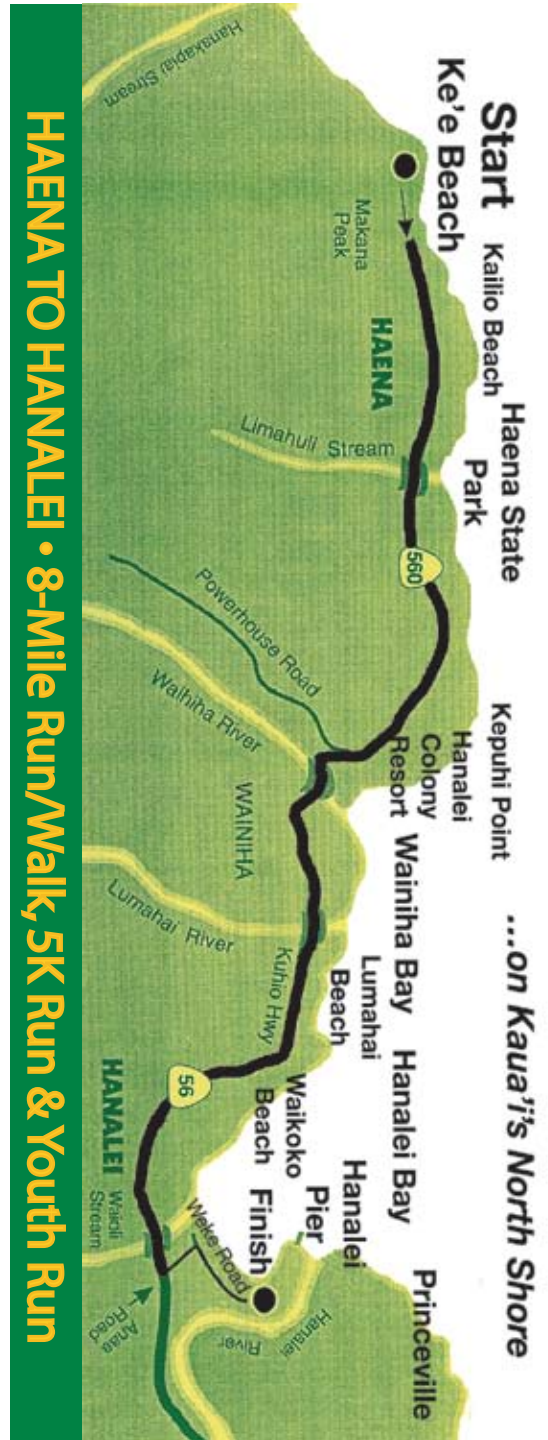 ...on Kaua'i's North Shore
Start
Ke'e Beach
Kailio Beach
Haena State
Park
Kepuhi Point
Hanalei
Colony
Resort
Wainiha Bay
Lumahai
Beach
Hanalei Bay
Waikoko
Beach
Hanalei
Pier
Princeville
Finish
Hanakapiai Stream
Makana
Peak
HAENA
Limahuli Stream
560
Powerhouse Road
Waihiha River
WAINIHA
Lumahai River
Kuhio Hwy
56
HANALEI
Waioli
Stream
Weke Road
Hanalei
River
Anae
Road
HAENA TO HANALEI • 8-Mile Run/Walk, 5K Run & Youth Run